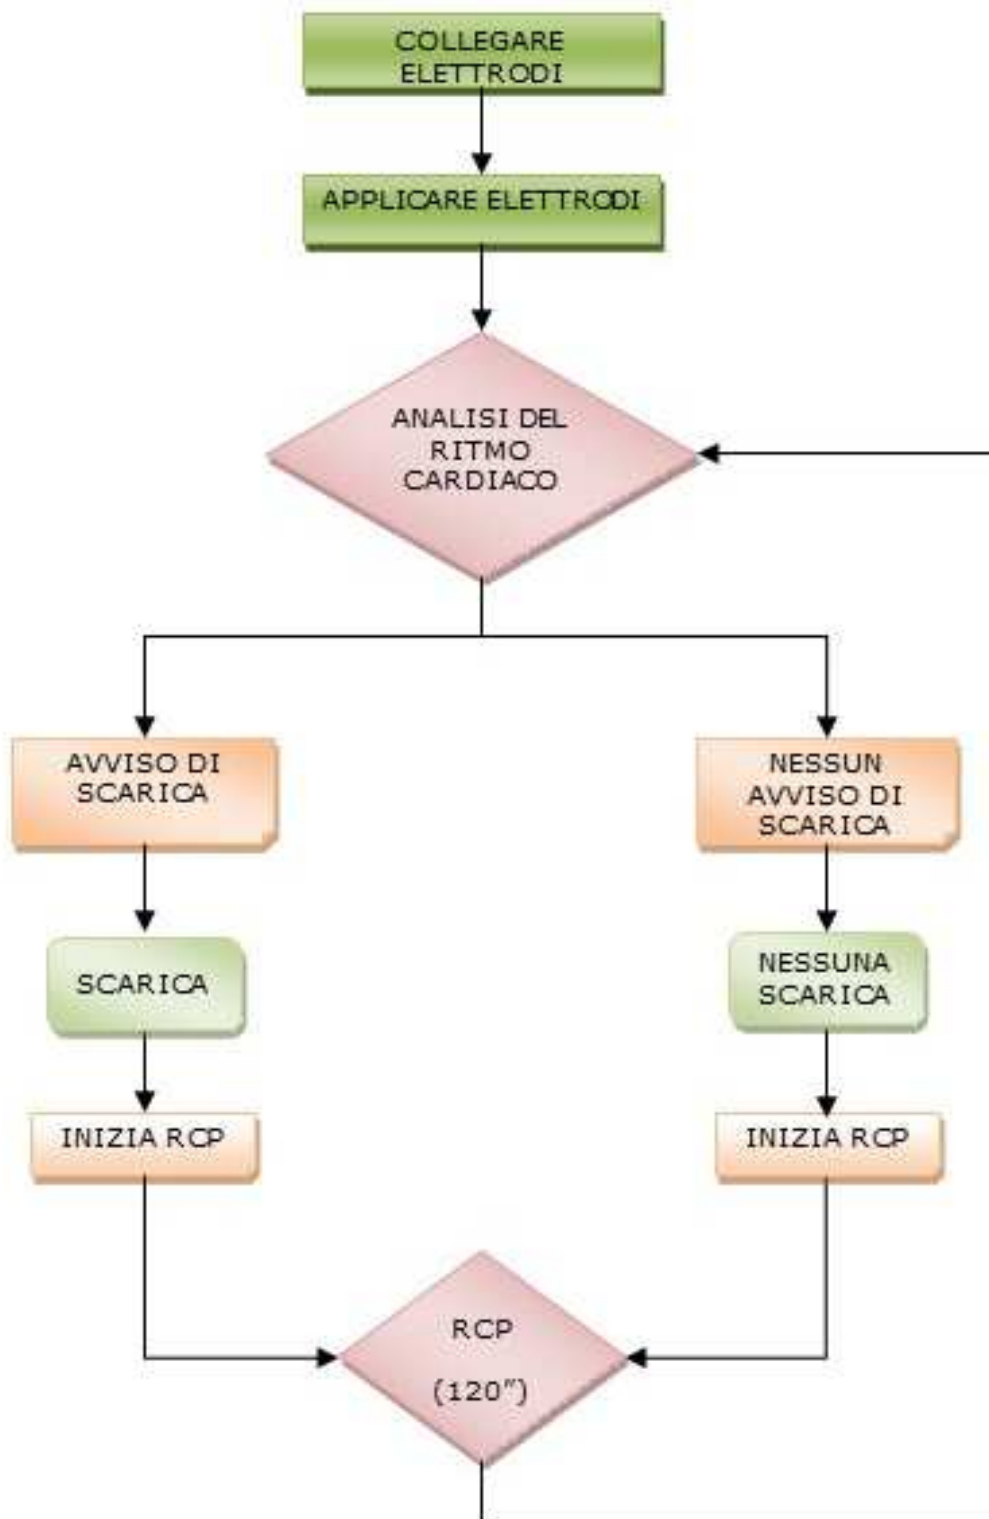 COLLEGARE
ELETTRODI
APPLICARE ELETTRODI
ANALISI DEL
RITMO
CARDIACO
AVVISO DI
SCARICA
NESSUN
AVVISO DI
SCARICA
SCARICA
NESSUNA
SCARICA
INIZIA RCP
INIZIA RCP
RCP
(120")